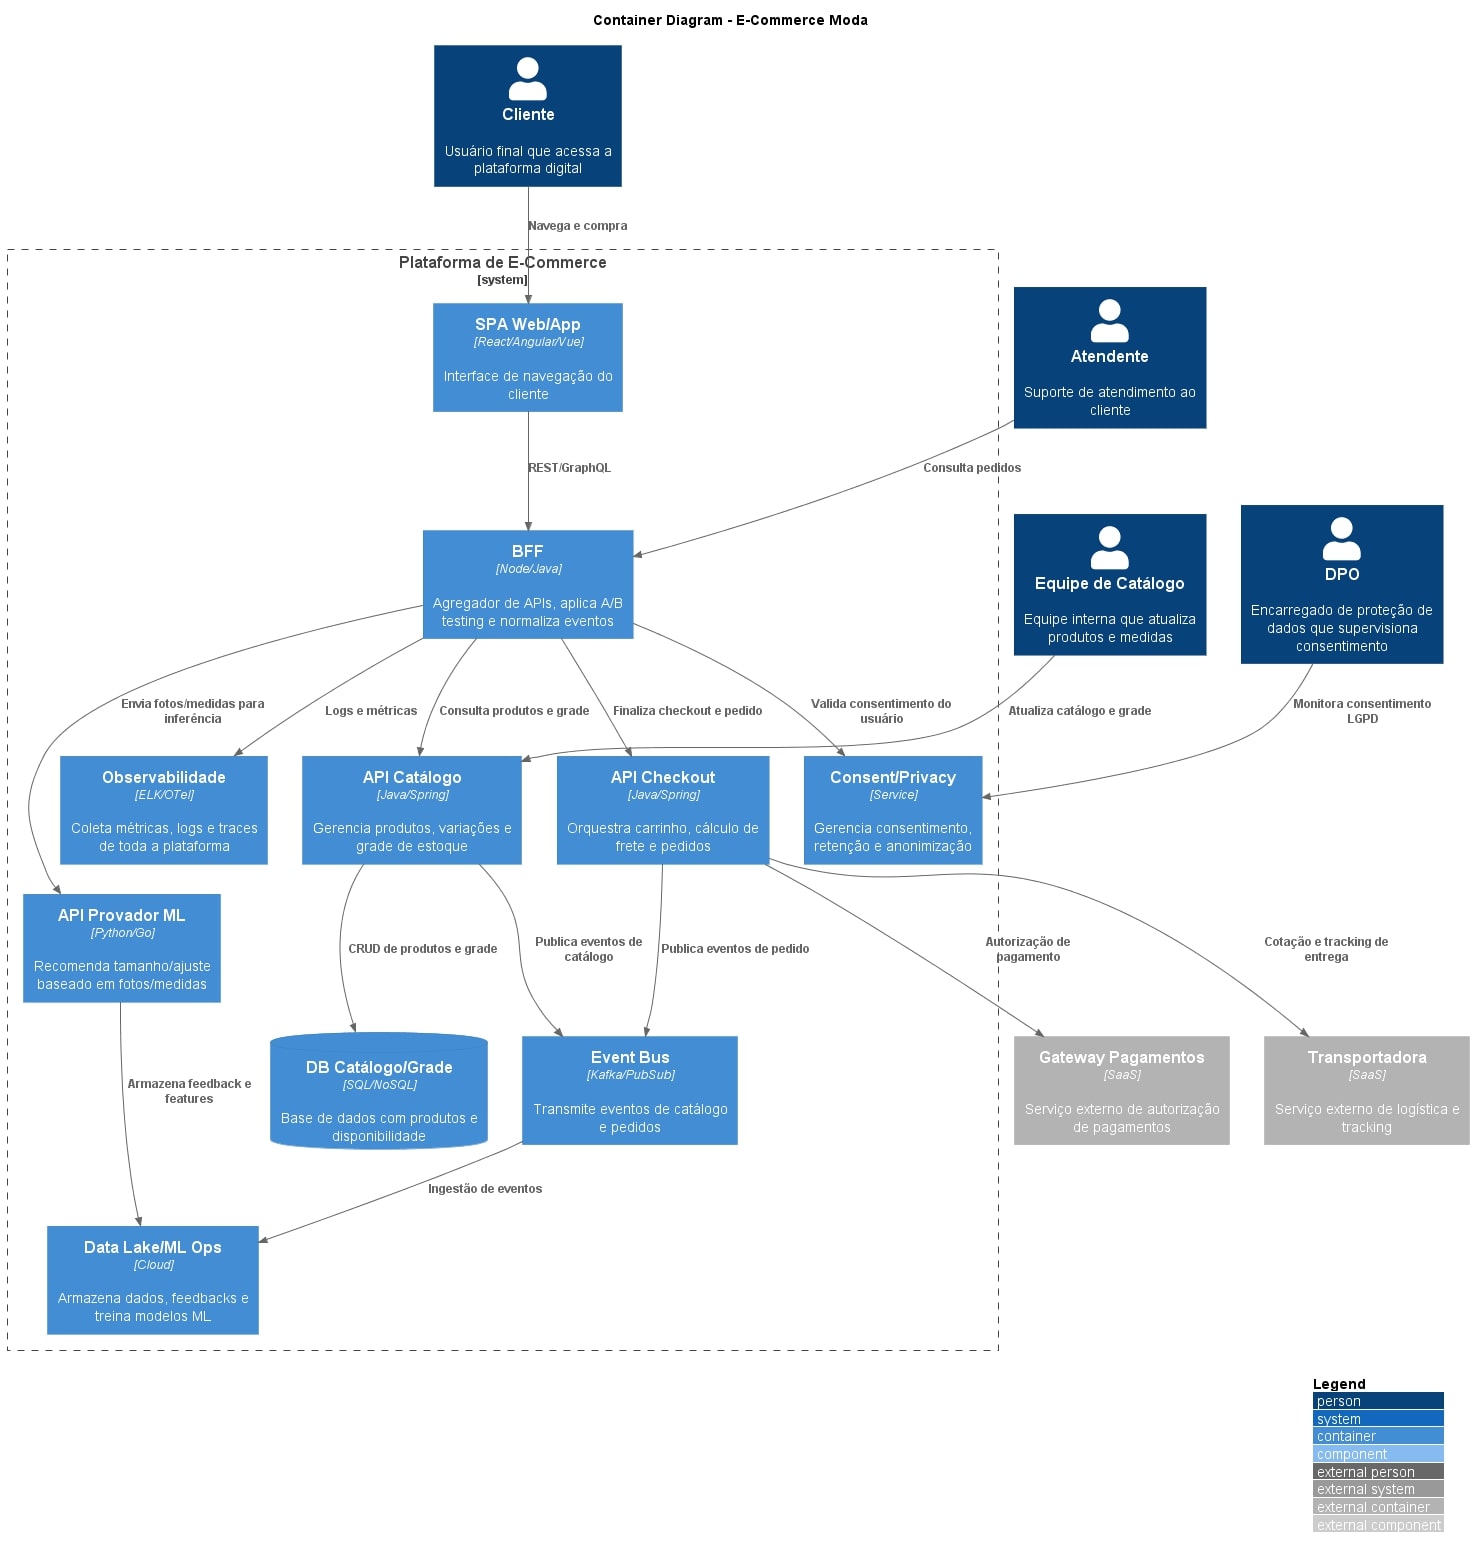 Container Diagram - E-Commerce Moda
Cliente
Usuário final que acessa a
plataforma digital
Navega e compra
Plataforma de E-Commerce
[system]
SPA Web/App
[React/Angular/Vue]
Interface de navegação do
cliente
Atendente
Suporte de atendimento ao
cliente
REST/GraphQL
Consulta pedidos
BFF
[Node/Java]
Agregador de APIs, aplica A/B
testing e normaliza eventos
Equipe de Catálogo
Equipe interna que atualiza
produtos e medidas
DPO
Encarregado de proteção de
dados que supervisiona
consentimento
Envia fotos/medidas para
inferência
Logs e métricas
Consulta produtos e grade
Finaliza checkout e pedido
Valida consentimento do
usuário
Atualiza catálogo e grade
Monitora consentimento
LGPD
Observabilidade
[ELK/OTel]
Coleta métricas, logs e traces
de toda a plataforma
API Catálogo
[Java/Spring]
Gerencia produtos, variações e
grade de estoque
API Checkout
[Java/Spring]
Orquestra carrinho, cálculo de
frete e pedidos
Consent/Privacy
[Service]
Gerencia consentimento,
retenção e anonimização
API Provador ML
[Python/Go]
Recomenda tamanho/ajuste
baseado em fotos/medidas
CRUD de produtos e grade
Publica eventos de
catálogo
Publica eventos de pedido
Autorização de
pagamento
Cotação e tracking de
entrega
DB Catálogo/Grade
[SQL/NoSQL]
Base de dados com produtos e
disponibilidade
Event Bus
[Kafka/PubSub]
Transmite eventos de catálogo
e pedidos
Gateway Pagamentos
[SaaS]
Serviço externo de autorização
de pagamentos
Transportadora
[SaaS]
Serviço externo de logística e
tracking
Armazena feedback e
features
Ingestão de eventos
Data Lake/ML Ops
[Cloud]
Armazena dados, feedbacks e
treina modelos ML
Legend
person
system
container
component
external person
external system
external container
external component